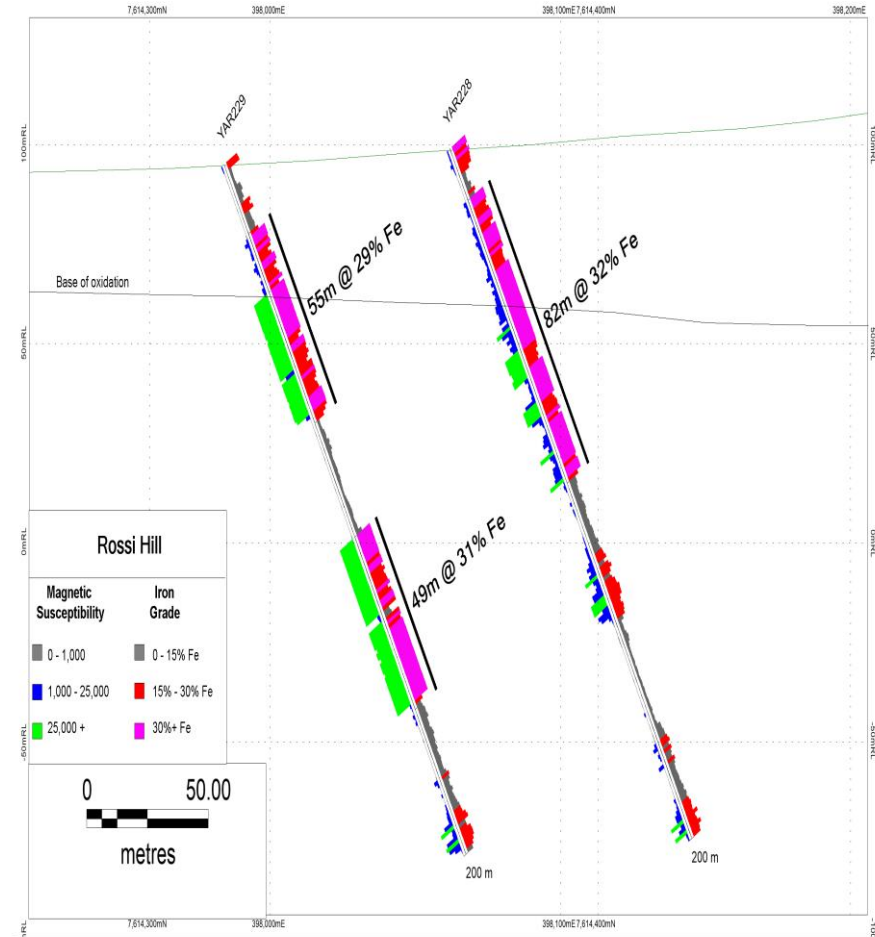 7,614,300mN
398,000mE
398,100mE
7,614,400mN
398,200mE
YAR229
YAR228
100mRL
100mRL
55m @ 29% Fe
82m @ 32% Fe
Base of oxidation
50mRL
50mRL
49m @ 31% Fe
0mRL
0mRL
Rossi Hill
Magnetic Susceptibility
Iron Grade
0 - 1,000
0 - 15% Fe
1,000 - 25,000
15% - 30% Fe
25,000 +
30%+ Fe
-50mRL
-50mRL
0
50.00
metres
200 m
200 m
7,614,300mN
398,000mE
398,100mE
7,614,400mN
398,200mE